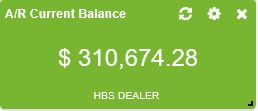 A/R Current Balance
$ 310,674.28
HBS DEALER